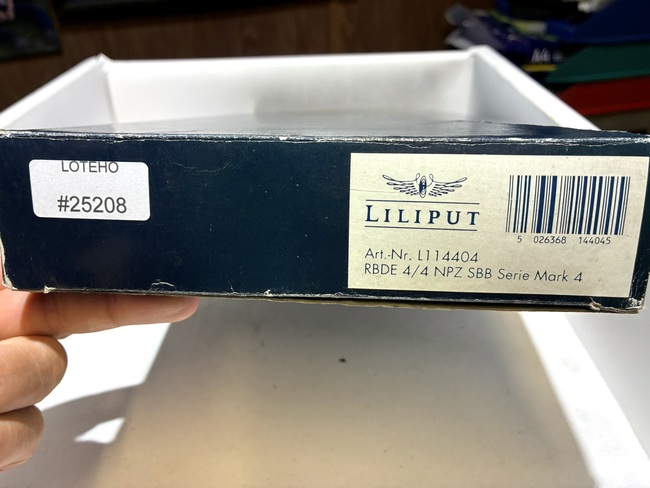 LOTEHO
#25208
LILIPUT
5 026368 144045
Art.-Nr. L114404
RBDE 4/4 NPZ SBB Serie Mark 4